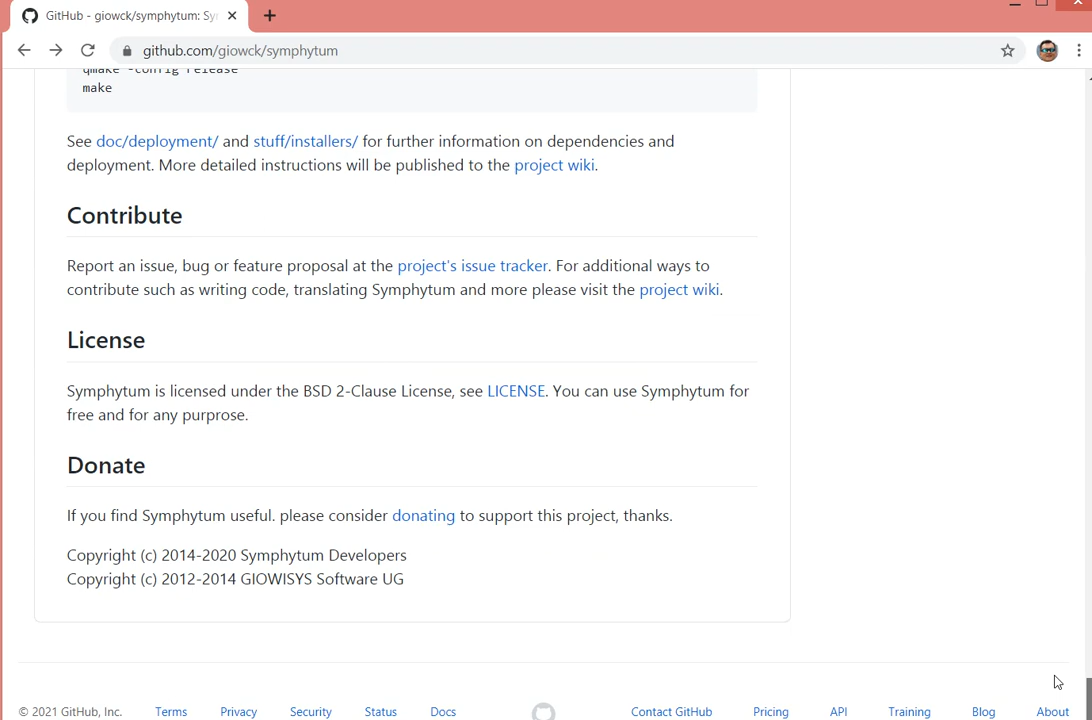 GitHub - giowck/symphytum: Sy
github.com/giowck/symphytum
qmake -config release
make
See doc/deployment/ and stuff/installers/ for further information on dependencies and
deployment. More detailed instructions will be published to the project wiki.
Contribute
Report an issue, bug or feature proposal at the project's issue tracker. For additional ways to
contribute such as writing code, translating Symphytum and more please visit the project wiki.
License
Symphytum is licensed under the BSD 2-Clause License, see LICENSE. You can use Symphytum for
free and for any purprose.
Donate
If you find Symphytum useful. please consider donating to support this project, thanks.
Copyright (c) 2014-2020 Symphytum Developers
Copyright (c) 2012-2014 GIOWISYS Software UG
© 2021 GitHub, Inc. Terms Privacy Security Status Docs Contact GitHub Pricing API Training Blog About